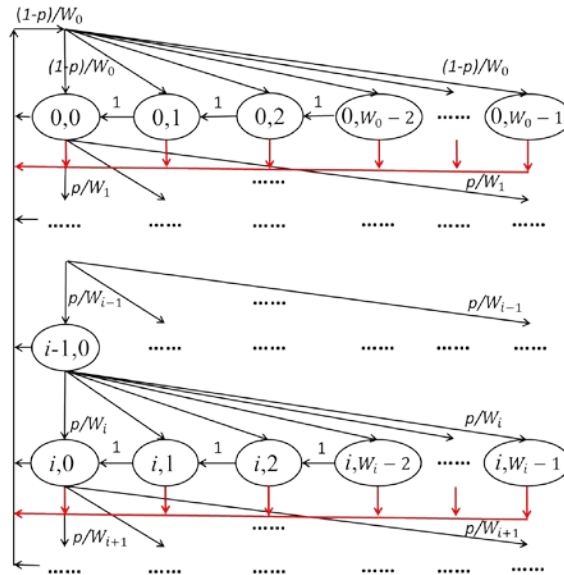 (1-p)/W₀
(1-p)/W₀ (1-p)/W₀
1 1 1
0,0 0,1 0,2 0,W₀ − 2 ...... 0,W₀ − 1
p/W₁ ...... p/W₁
...... ...... ...... ...... ...... ......
p/Wᵢ₋₁ ...... p/Wᵢ₋₁
i-1,0 ...... ...... ...... ...... ......
p/Wᵢ p/Wᵢ
1 1 1
i,0 i,1 i,2 i,Wᵢ − 2 ...... i,Wᵢ − 1
p/Wᵢ₊₁ ...... p/Wᵢ₊₁
...... ...... ...... ...... ...... ......